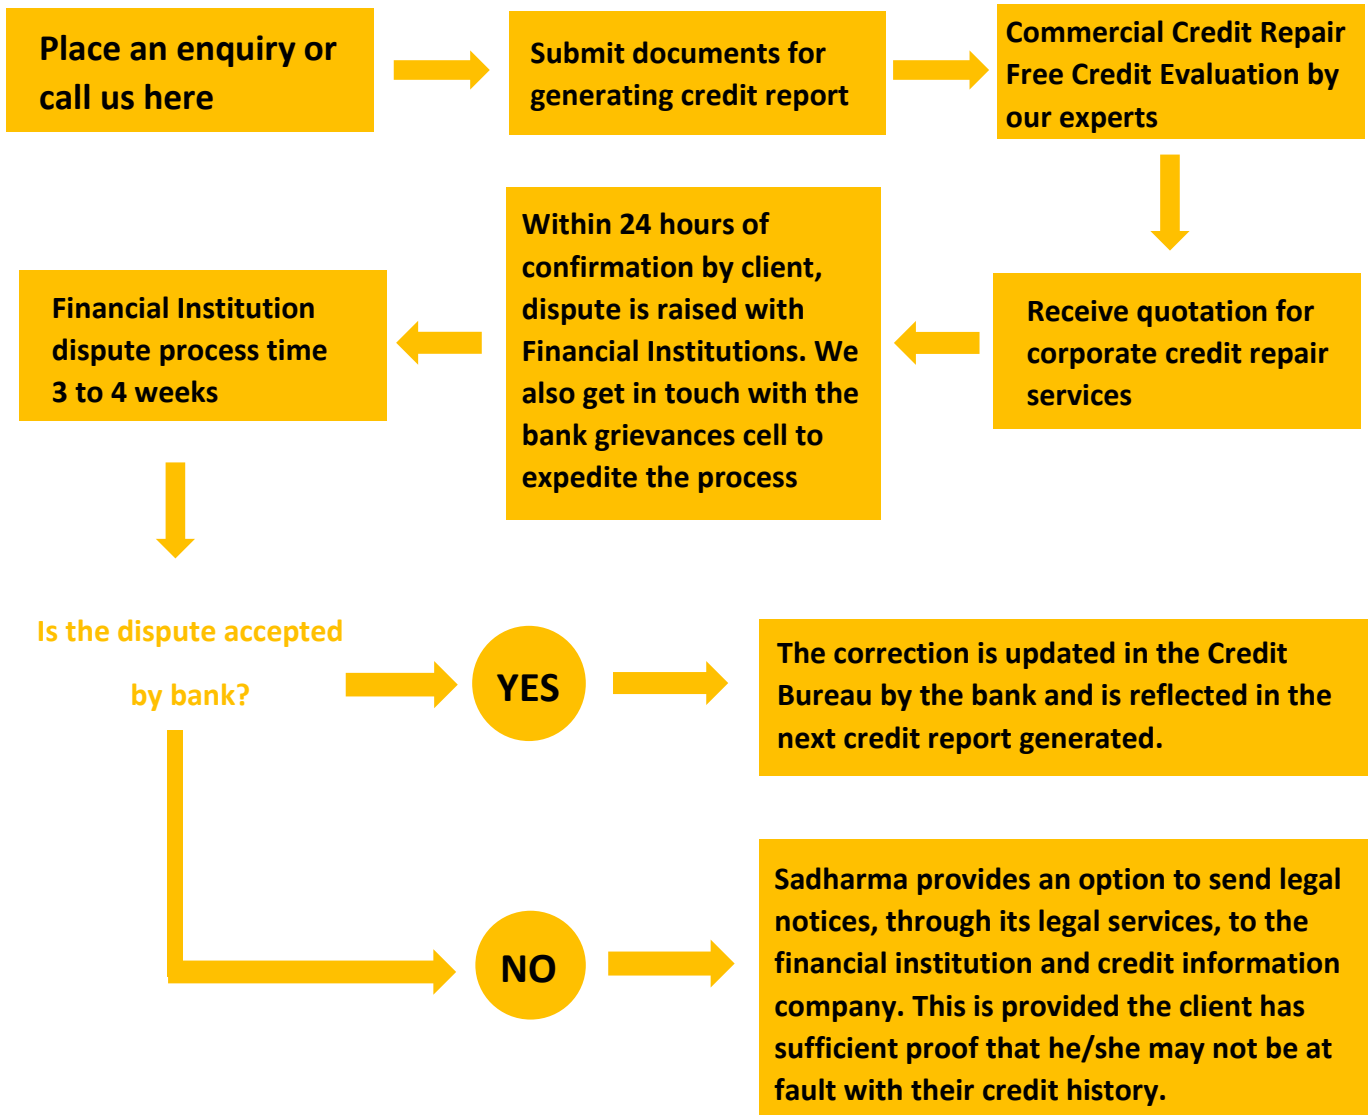 Place an enquiry or
call us here
Submit documents for
generating credit report
Commercial Credit Repair
Free Credit Evaluation by
our experts
Receive quotation for
corporate credit repair
services
Within 24 hours of
confirmation by client,
dispute is raised with
Financial Institutions. We
also get in touch with the
bank grievances cell to
expedite the process
Financial Institution
dispute process time
3 to 4 weeks
Is the dispute accepted
by bank?
YES
The correction is updated in the Credit
Bureau by the bank and is reflected in the
next credit report generated.
NO
Sadharma provides an option to send legal
notices, through its legal services, to the
financial institution and credit information
company. This is provided the client has
sufficient proof that he/she may not be at
fault with their credit history.